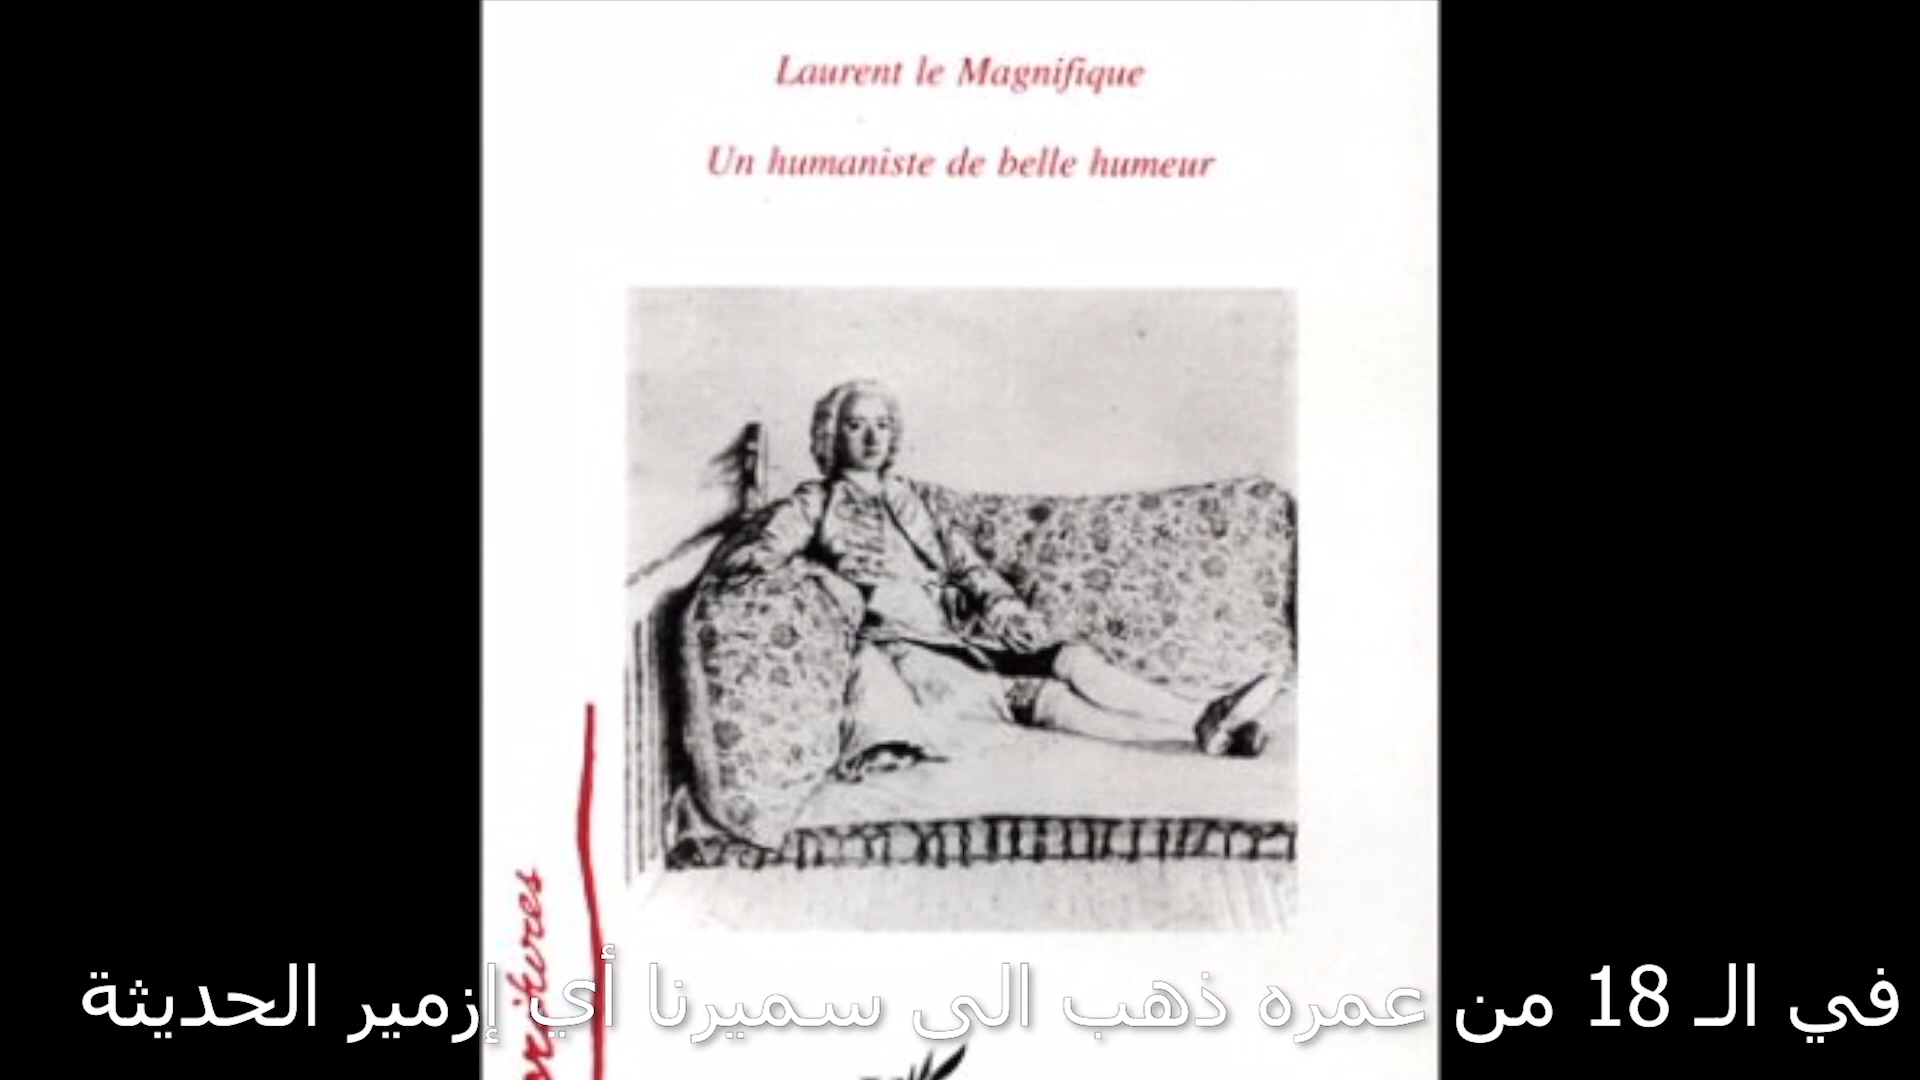 Laurent le Magnifique
Un humaniste de belle humeur
في الـ 18 من عمره ذهب الى سميرنا أي إزمير الحديثة